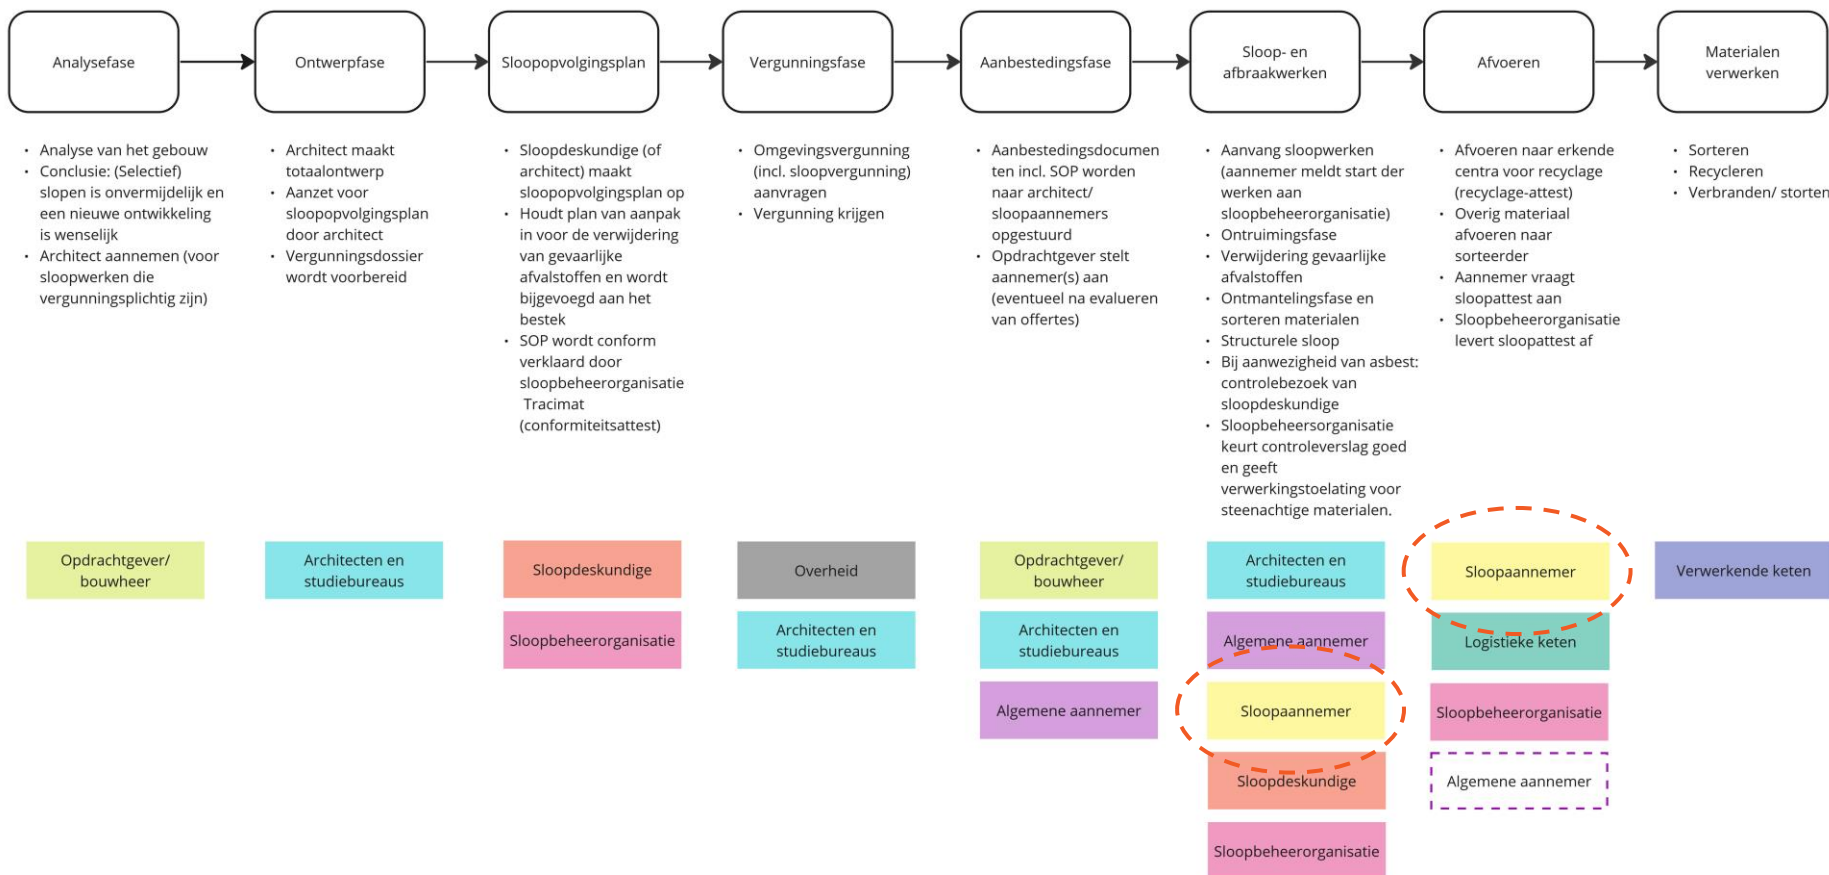 Analysefase
Ontwerpfase
Sloopopvolgingsplan
Vergunningsfase
Aanbestedingsfase
Sloop- en
afbraakwerken
Afvoeren
Materialen
verwerken
• Analyse van het gebouw
• Conclusie: (Selectief)
slopen is onvermijdelijk en
een nieuwe ontwikkeling
is wenselijk
• Architect aannemen (voor
sloopwerken die
vergunningsplichtig zijn)
• Architect maakt
totaalontwerp
• Aanzet voor
sloopopvolgingsplan
door architect
• Vergunningsdossier
wordt voorbereid
• Sloopdeskundige (of
architect) maakt
sloopopvolgingsplan op
• Houdt plan van aanpak
in voor de verwijdering
van gevaarlijke
afvalstoffen en wordt
bijgevoegd aan het
bestek
• SOP wordt conform
verklaard door
sloopbeheerorganisatie
Tracimat
(conformiteitsattest)
• Omgevingsvergunning
(incl. sloopvergunning)
aanvragen
• Vergunning krijgen
• Aanbestedingsdocumen
ten incl. SOP worden
naar architect/
sloopaannemers
opgestuurd
• Opdrachtgever stelt
aannemer(s) aan
(eventueel na evalueren
van offertes)
• Aanvang sloopwerken
(aannemer meldt start der
werken aan
sloopbeheerorganisatie)
• Ontruimingsfase
• Verwijdering gevaarlijke
afvalstoffen
• Ontmantelingsfase en
sorteren materialen
• Structurele sloop
• Bij aanwezigheid van asbest:
controlebezoek van
sloopdeskundige
• Sloopbeheersorganisatie
keurt controleverslag goed
en geeft
verwerkingstoelating voor
steenachtige materialen.
• Afvoeren naar erkende
centra voor recyclage
(recyclage-attest)
• Overig materiaal
afvoeren naar
sorteerder
• Aannemer vraagt
sloopattest aan
• Sloopbeheerorganisatie
levert sloopattest af
• Sorteren
• Recycleren
• Verbranden/ storten
Opdrachtgever/
bouwheer
Architecten en
studiebureaus
Sloopdeskundige
Sloopbeheerorganisatie
Overheid
Architecten en
studiebureaus
Opdrachtgever/
bouwheer
Architecten en
studiebureaus
Algemene aannemer
Architecten en
studiebureaus
Algemene aannemer
Sloopaannemer
Sloopdeskundige
Sloopbeheerorganisatie
Sloopaannemer
Logistieke keten
Sloopbeheerorganisatie
Algemene aannemer
Verwerkende keten